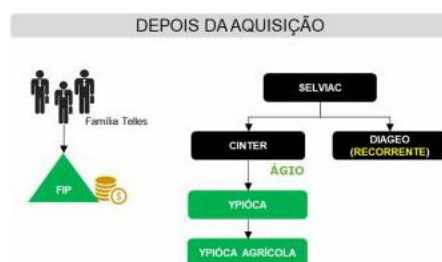 DEPOIS DA AQUISIÇÃO
Família Telles
FIP
$
SELVIAC
CINTER
DIAGEO
(RECORRENTE)
ÁGIO
YPIÓCA
YPIÓCA AGRÍCOLA